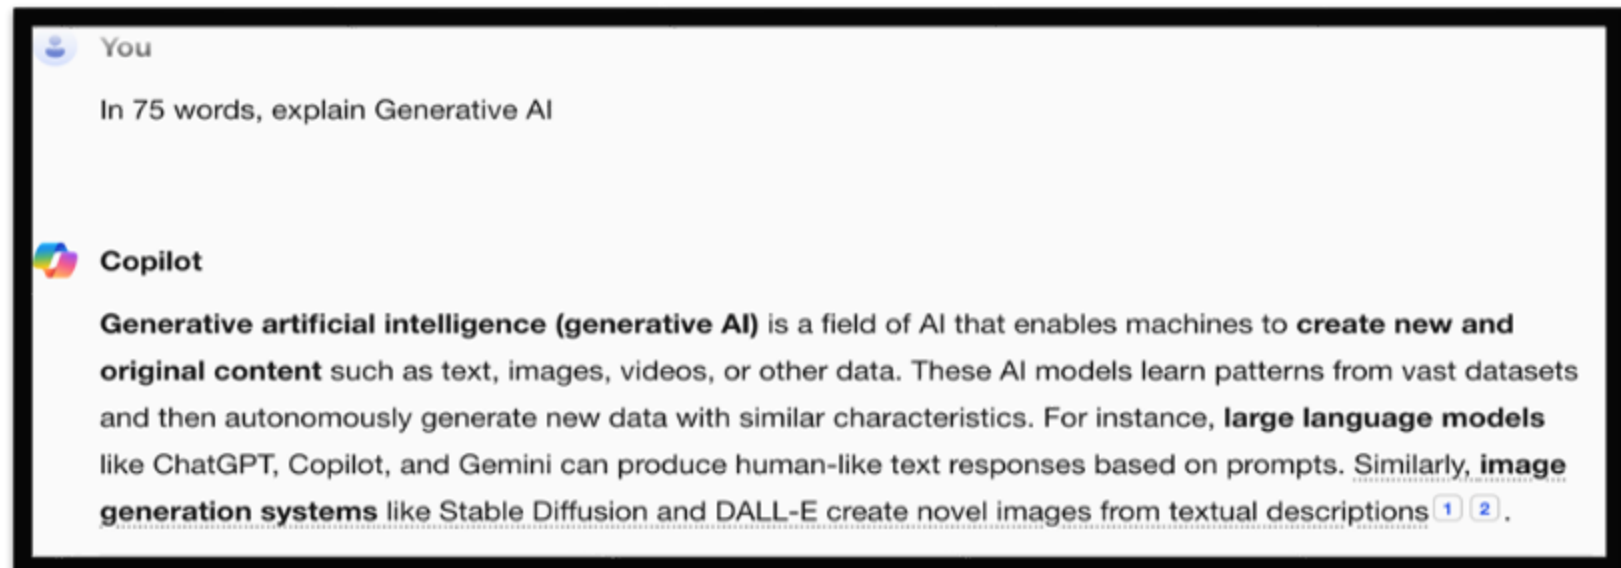 You
In 75 words, explain Generative AI
Copilot
Generative artificial intelligence (generative AI) is a field of AI that enables machines to create new and
original content such as text, images, videos, or other data. These AI models learn patterns from vast datasets
and then autonomously generate new data with similar characteristics. For instance, large language models
like ChatGPT, Copilot, and Gemini can produce human-like text responses based on prompts. Similarly, image
generation systems like Stable Diffusion and DALL-E create novel images from textual descriptions 1 2 .